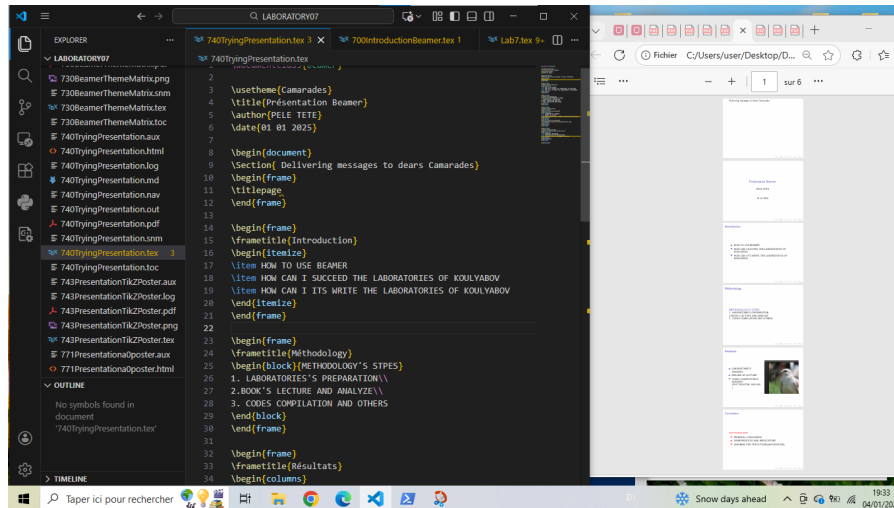 LABORATORY07
EXPLORER
740TryingPresentation.tex 3
700IntroductionBeamer.tex 1
Lab7.tex 9+
LABORATORY07
740TryingPresentation.tex
730BeamerThemeMatrix.png
730BeamerThemeMatrix.snm
730BeamerThemeMatrix.tex
730BeamerThemeMatrix.toc
740TryingPresentation.aux
740TryingPresentation.html
740TryingPresentation.log
740TryingPresentation.md
740TryingPresentation.nav
740TryingPresentation.out
740TryingPresentation.pdf
740TryingPresentation.snm
740TryingPresentation.tex 3
740TryingPresentation.toc
743PresentationTikZPoster.aux
743PresentationTikZPoster.log
743PresentationTikZPoster.pdf
743PresentationTikZPoster.png
743PresentationTikZPoster.tex
771Presentationa0poster.aux
771Presentationa0poster.html
OUTLINE
No symbols found in
document
'740TryingPresentation.tex'
TIMELINE
2
3 \usetheme{Camarades}
4 \title{Présentation Beamer}
5 \author{PELE TETE}
6 \date{01 01 2025}
7
8 \begin{document}
9 \Section{ Delivering messages to dears Camarades}
10 \begin{frame}
11 \titlepage
12 \end{frame}
13
14 \begin{frame}
15 \frametitle{Introduction}
16 \begin{itemize}
17 \item HOW TO USE BEAMER
18 \item HOW CAN I SUCCEED THE LABORATORIES OF KOULYABOV
19 \item HOW CAN I ITS WRITE THE LABORATORIES OF KOULYABOV
20 \end{itemize}
21 \end{frame}
22
23 \begin{frame}
24 \frametitle{Méthodology}
25 \begin{block}{METHODOLOGY'S STPES}
26 1. LABORATORIES'S PREPARATION\\
27 2.BOOK'S LECTURE AND ANALYZE\\
28 3. CODES COMPILATION AND OTHERS
29 \end{block}
30 \end{frame}
31
32 \begin{frame}
33 \frametitle{Résultats}
34 \begin{columns}
Fichier C:/Users/user/Desktop/D...
1 sur 6
Taper ici pour rechercher
Snow days ahead
19:33